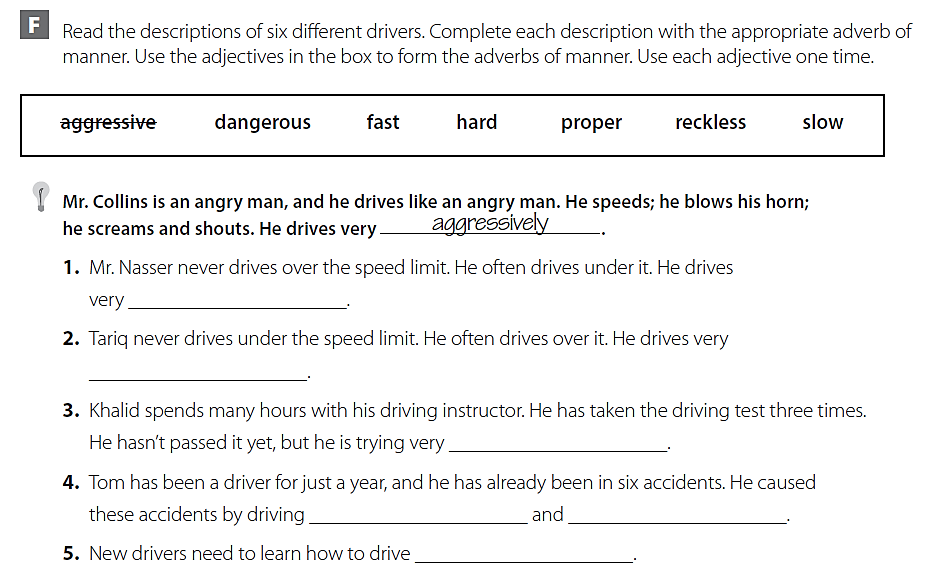 F Read the descriptions of six different drivers. Complete each description with the appropriate adverb of
manner. Use the adjectives in the box to form the adverbs of manner. Use each adjective one time.
aggressive dangerous fast hard proper reckless slow
Mr. Collins is an angry man, and he drives like an angry man. He speeds; he blows his horn;
he screams and shouts. He drives very aggressively.
1. Mr. Nasser never drives over the speed limit. He often drives under it. He drives
very ____________________.
2. Tariq never drives under the speed limit. He often drives over it. He drives very
____________________.
3. Khalid spends many hours with his driving instructor. He has taken the driving test three times.
He hasn't passed it yet, but he is trying very ____________________.
4. Tom has been a driver for just a year, and he has already been in six accidents. He caused
these accidents by driving ____________________ and ____________________.
5. New drivers need to learn how to drive ____________________.